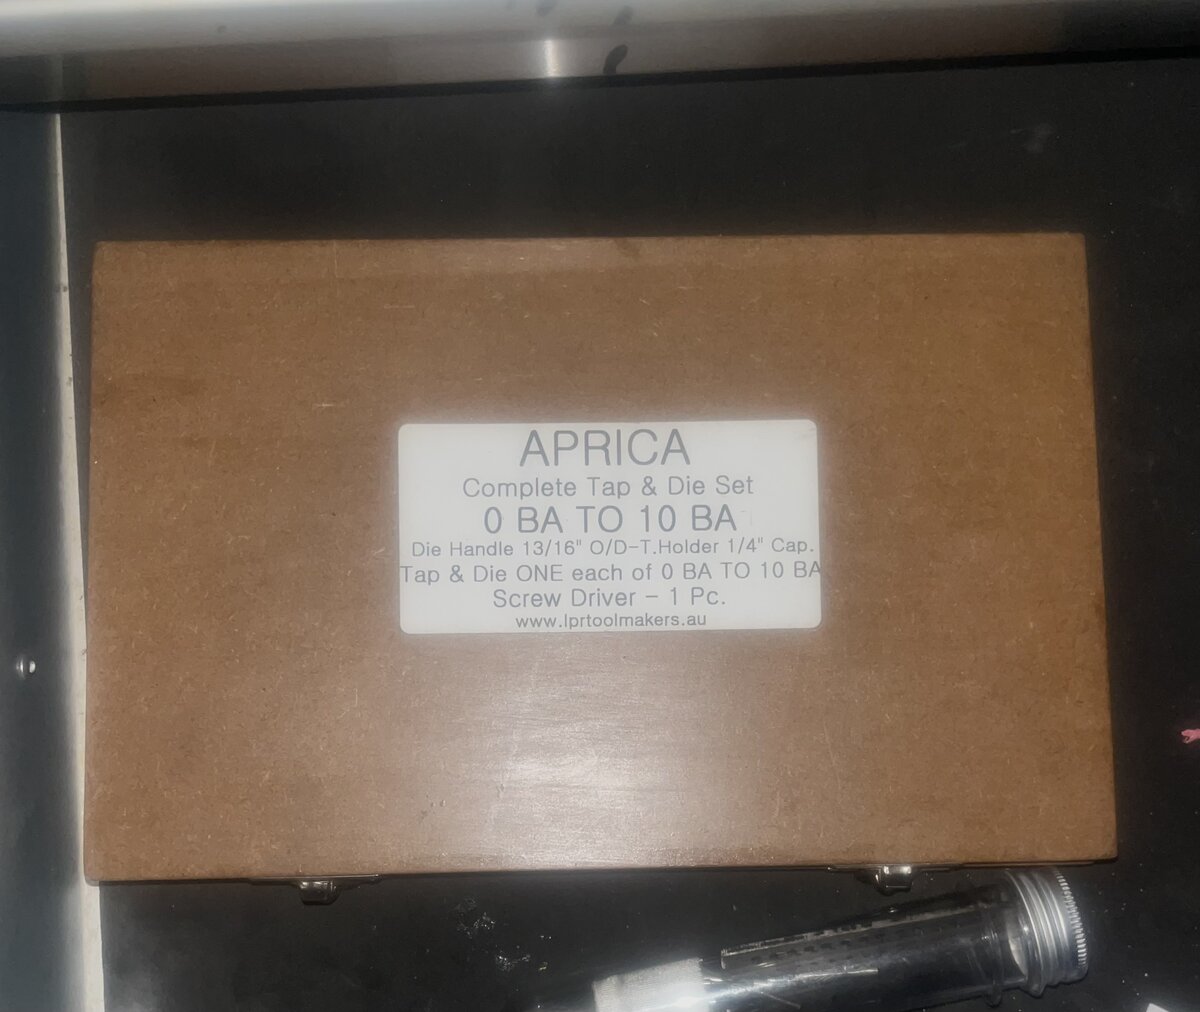 APRICA
Complete Tap & Die Set
0 BA TO 10 BA
Die Handle 13/16" O/D-T.Holder 1/4" Cap.
Tap & Die ONE each of 0 BA TO 10 BA
Screw Driver - 1 Pc.
www.lprtoolmakers.au